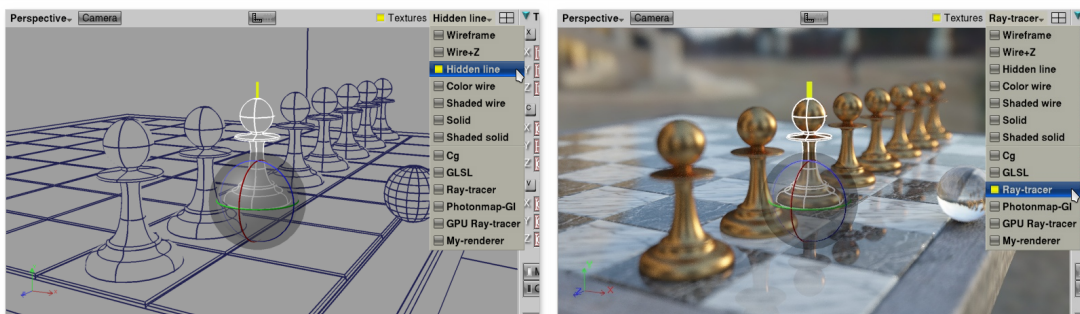 Perspective
Camera
Textures
Hidden line
T
Wireframe
Wire+Z
Hidden line
Color wire
Shaded wire
Solid
Shaded solid
Cg
GLSL
Ray-tracer
Photonmap-GI
GPU Ray-tracer
My-renderer
X
X
Y
Z
C
X
Y
Z
V
X
Y
Z
M
Perspective
Camera
Textures
Ray-tracer
Wireframe
Wire+Z
Hidden line
Color wire
Shaded wire
Solid
Shaded solid
Cg
GLSL
Ray-tracer
Photonmap-GI
GPU Ray-tracer
My-renderer